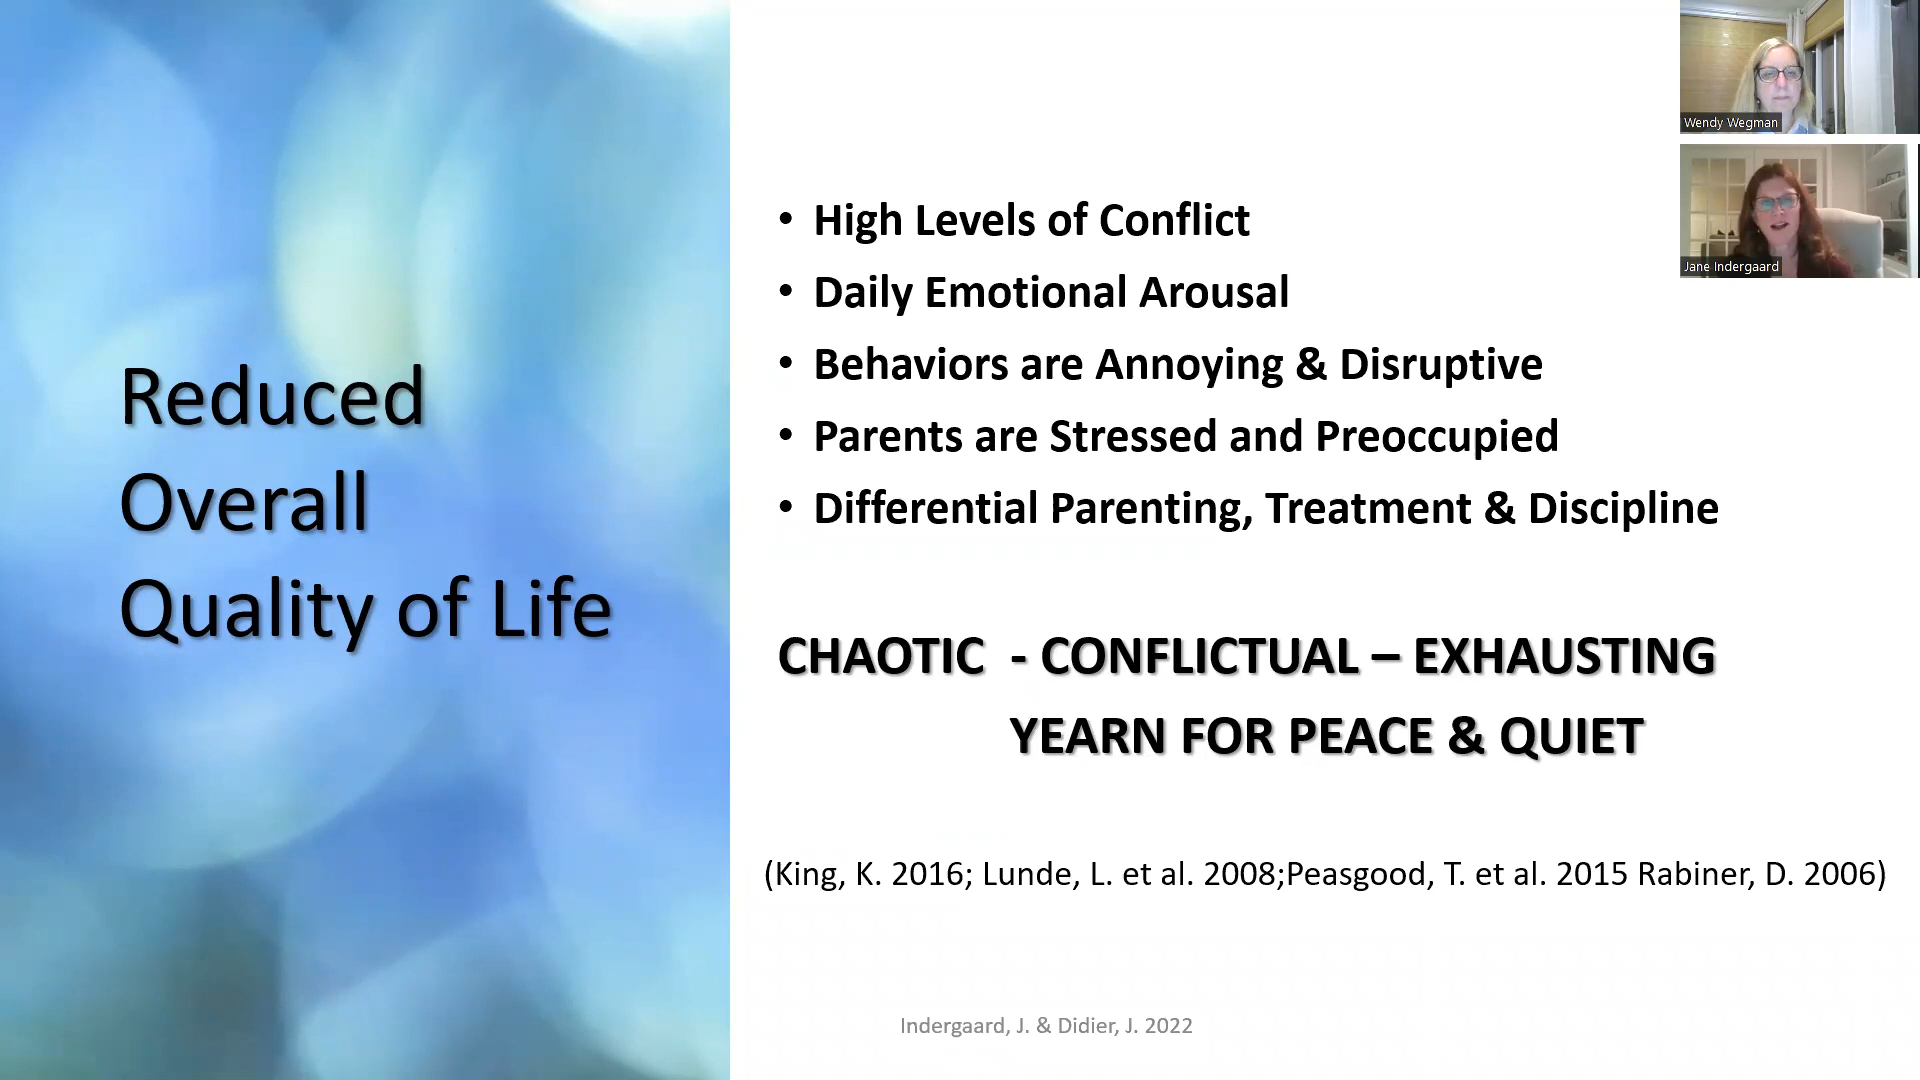 Reduced
Overall
Quality of Life
• High Levels of Conflict
• Daily Emotional Arousal
• Behaviors are Annoying & Disruptive
• Parents are Stressed and Preoccupied
• Differential Parenting, Treatment & Discipline
CHAOTIC - CONFLICTUAL – EXHAUSTING
YEARN FOR PEACE & QUIET
(King, K. 2016; Lunde, L. et al. 2008;Peasgood, T. et al. 2015 Rabiner, D. 2006)
Indergaard, J. & Didier, J. 2022
Wendy Wegman
Jane Indergaard